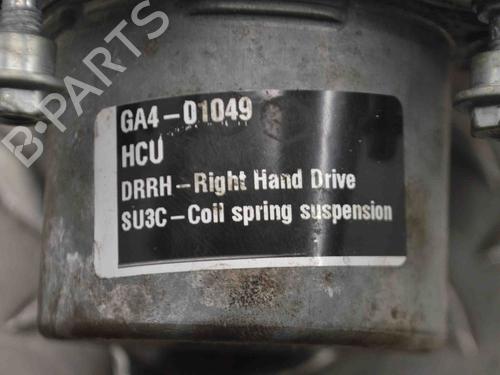 GA4-01049
HCU
DRRH-Right Hand Drive
SU3C-Coil spring suspension
B-PARTS